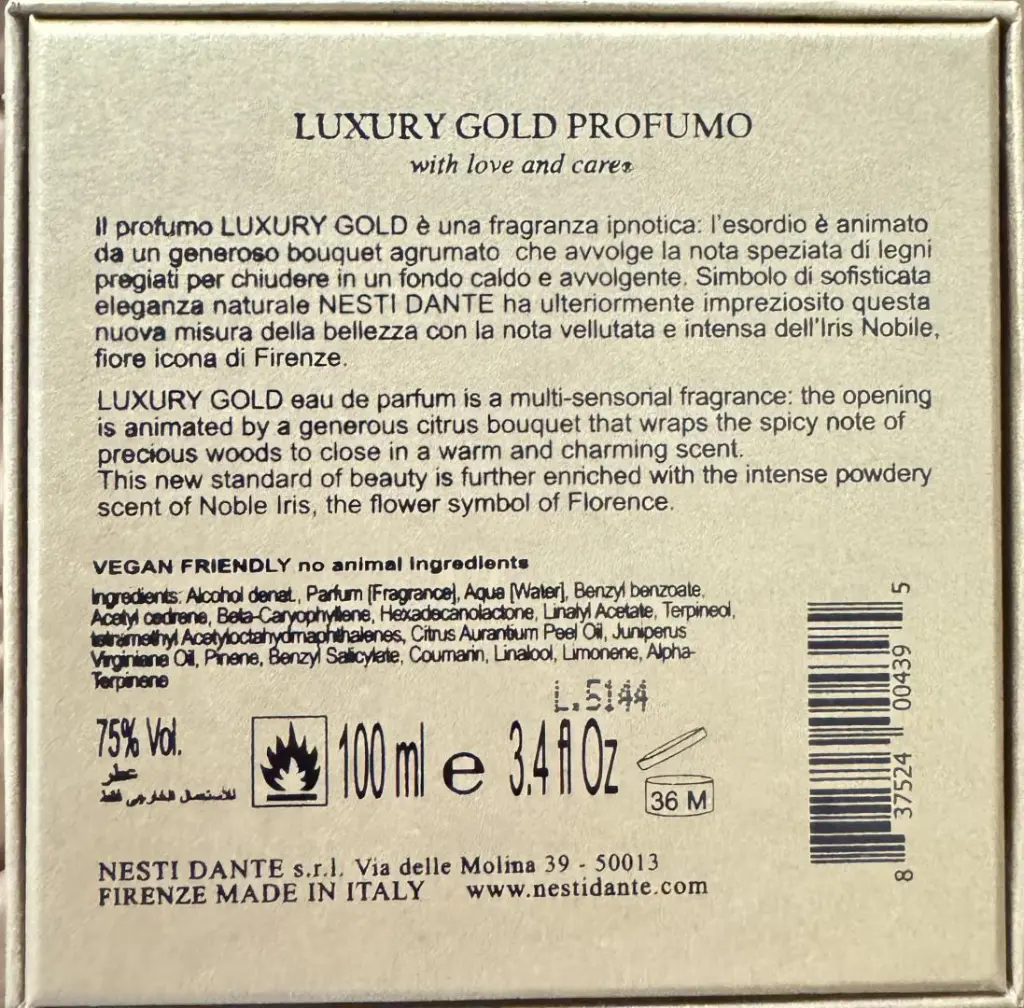 LUXURY GOLD PROFUMO
with love and care®
Il profumo LUXURY GOLD è una fragranza ipnotica: l'esordio è animato
da un generoso bouquet agrumato che avvolge la nota speziata di legni
pregiati per chiudere in un fondo caldo e avvolgente. Simbolo di sofisticata
eleganza naturale NESTI DANTE ha ulteriormente impreziosito questa
nuova misura della bellezza con la nota vellutata e intensa dell'Iris Nobile,
fiore icona di Firenze.
LUXURY GOLD eau de parfum is a multi-sensorial fragrance: the opening
is animated by a generous citrus bouquet that wraps the spicy note of
precious woods to close in a warm and charming scent.
This new standard of beauty is further enriched with the intense powdery
scent of Noble Iris, the flower symbol of Florence.
VEGAN FRIENDLY no animal ingredients
Ingredients: Alcohol denat., Parfum [Fragrance], Aqua [Water], Benzyl benzoate,
Acetyl cedrene, Beta-Caryophyllene, Hexadecanolactone, Linalyl Acetate, Terpineol,
tetramethyl Acetyloctahydrnaphthalenes, Citrus Aurantium Peel Oil, Juniperus
Virginiana Oil, Pinene, Benzyl Salicylate, Coumarin, Linalool, Limonene, Alpha-
Terpinene
L.5144
75% Vol.
عطر
للاستعمال الخارجي فقط
100 ml e 3.4 fl Oz
36 M
8 37524 00439 5
NESTI DANTE s.r.l. Via delle Molina 39 - 50013
FIRENZE MADE IN ITALY www.nestidante.com